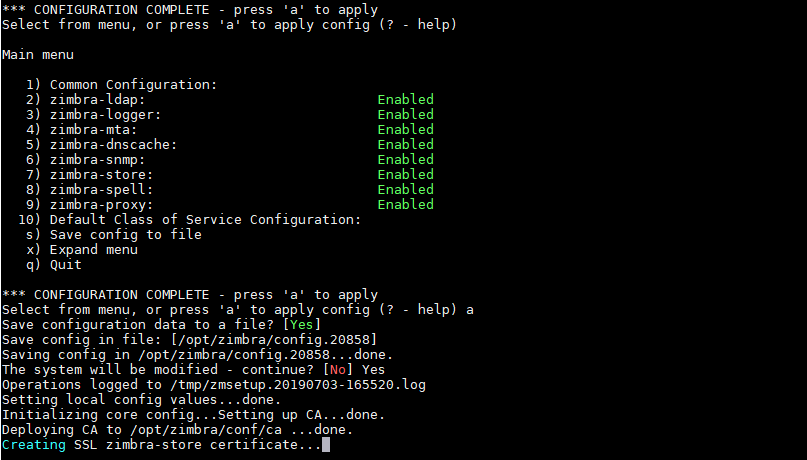 *** CONFIGURATION COMPLETE - press 'a' to apply
Select from menu, or press 'a' to apply config (? - help)
Main menu
1) Common Configuration:
2) zimbra-ldap: Enabled
3) zimbra-logger: Enabled
4) zimbra-mta: Enabled
5) zimbra-dnscache: Enabled
6) zimbra-snmp: Enabled
7) zimbra-store: Enabled
8) zimbra-spell: Enabled
9) zimbra-proxy: Enabled
10) Default Class of Service Configuration:
s) Save config to file
x) Expand menu
q) Quit
*** CONFIGURATION COMPLETE - press 'a' to apply
Select from menu, or press 'a' to apply config (? - help) a
Save configuration data to a file? [Yes]
Save config in file: [/opt/zimbra/config.20858]
Saving config in /opt/zimbra/config.20858...done.
The system will be modified - continue? [No] Yes
Operations logged to /tmp/zmsetup.20190703-165520.log
Setting local config values...done.
Initializing core config...Setting up CA...done.
Deploying CA to /opt/zimbra/conf/ca ...done.
Creating SSL zimbra-store certificate...